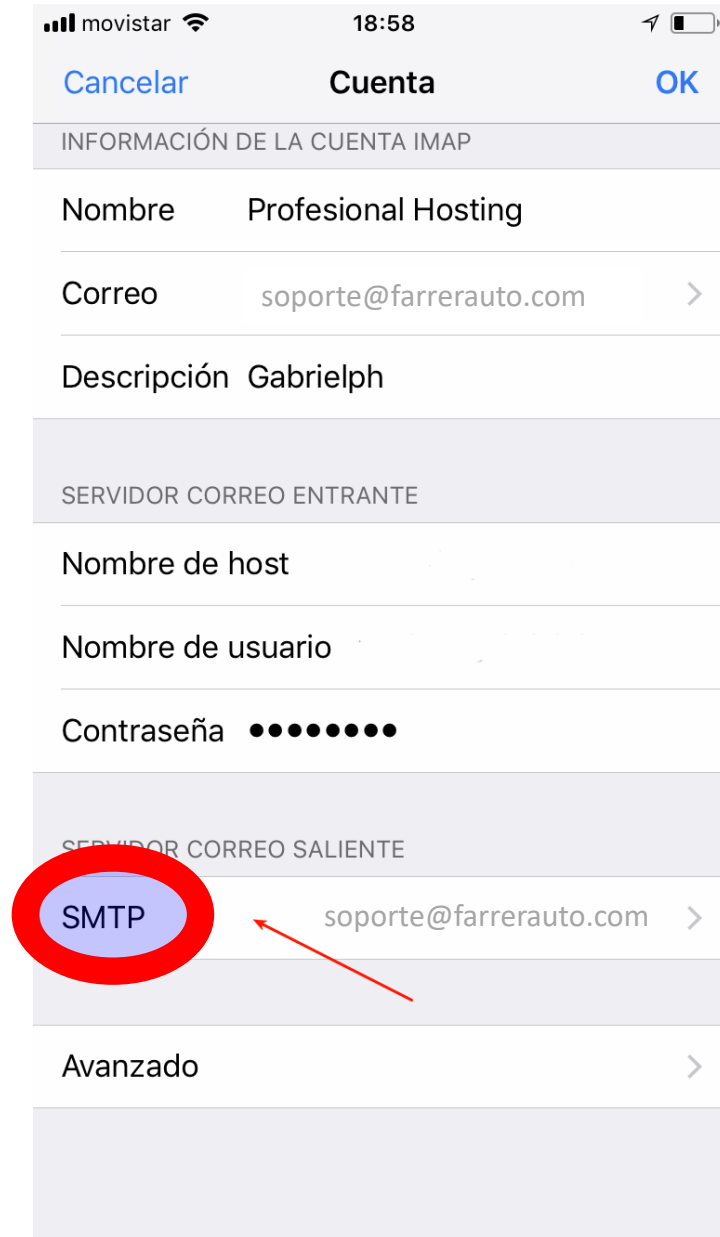 movistar 18:58
Cancelar Cuenta OK
INFORMACIÓN DE LA CUENTA IMAP
Nombre Profesional Hosting
Correo soporte@farrerauto.com
Descripción Gabrielph
SERVIDOR CORREO ENTRANTE
Nombre de host
Nombre de usuario
Contraseña ●●●●●●●●
SERVIDOR CORREO SALIENTE
SMTP soporte@farrerauto.com
Avanzado